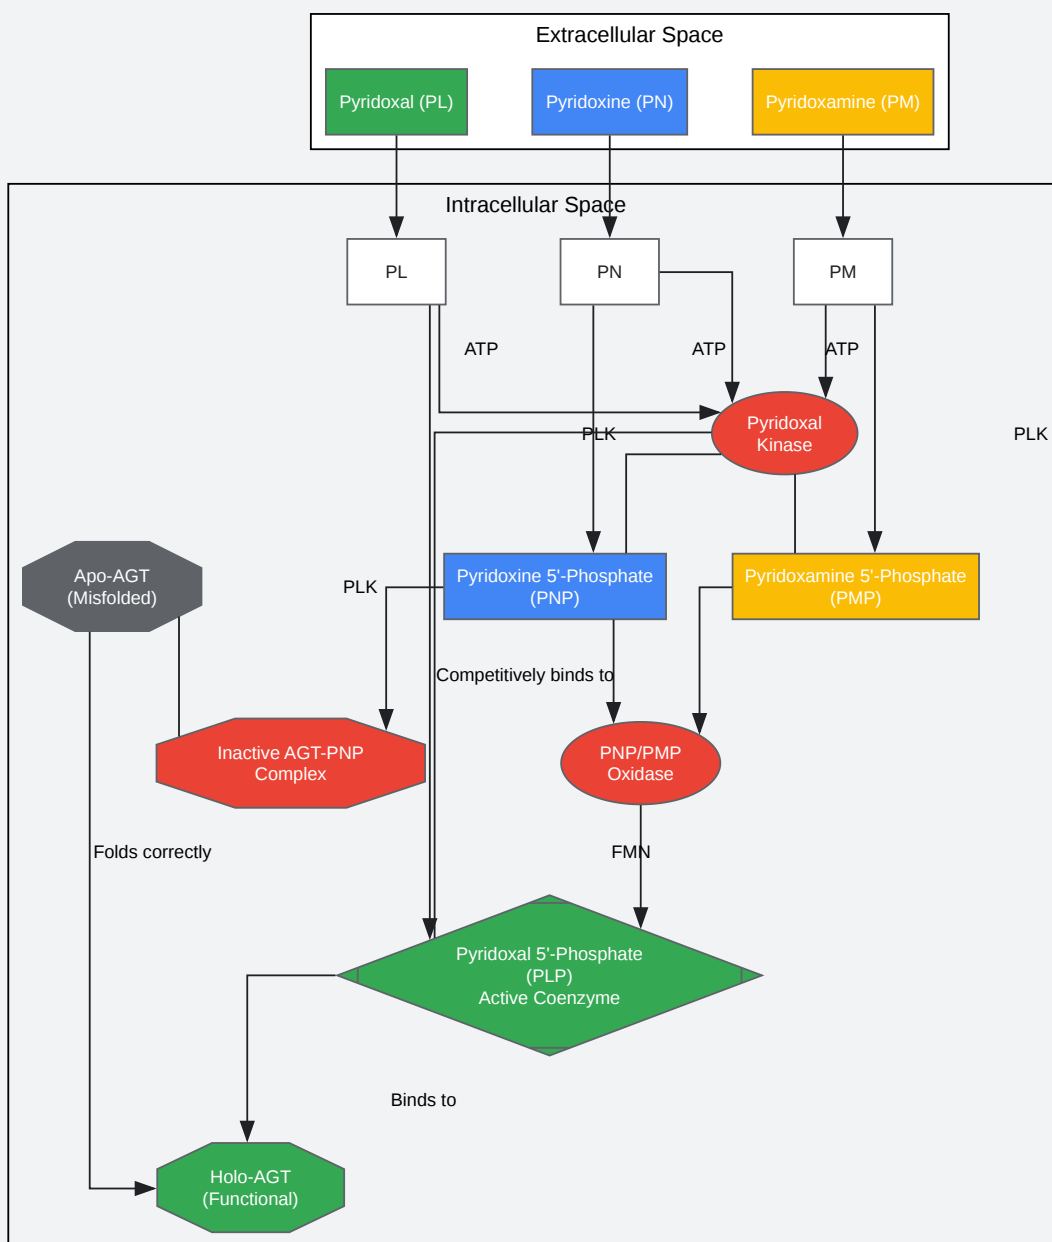 Extracellular Space
Pyridoxal (PL)
Pyridoxine (PN)
Pyridoxamine (PM)
Intracellular Space
PL
PN
PM
ATP
ATP
ATP
Pyridoxal
Kinase
PLK
PLK
Apo-AGT
(Misfolded)
PLK
Pyridoxine 5'-Phosphate
(PNP)
Pyridoxamine 5'-Phosphate
(PMP)
Competitively binds to
Inactive AGT-PNP
Complex
PNP/PMP
Oxidase
Folds correctly
FMN
Pyridoxal 5'-Phosphate
(PLP)
Active Coenzyme
Binds to
Holo-AGT
(Functional)